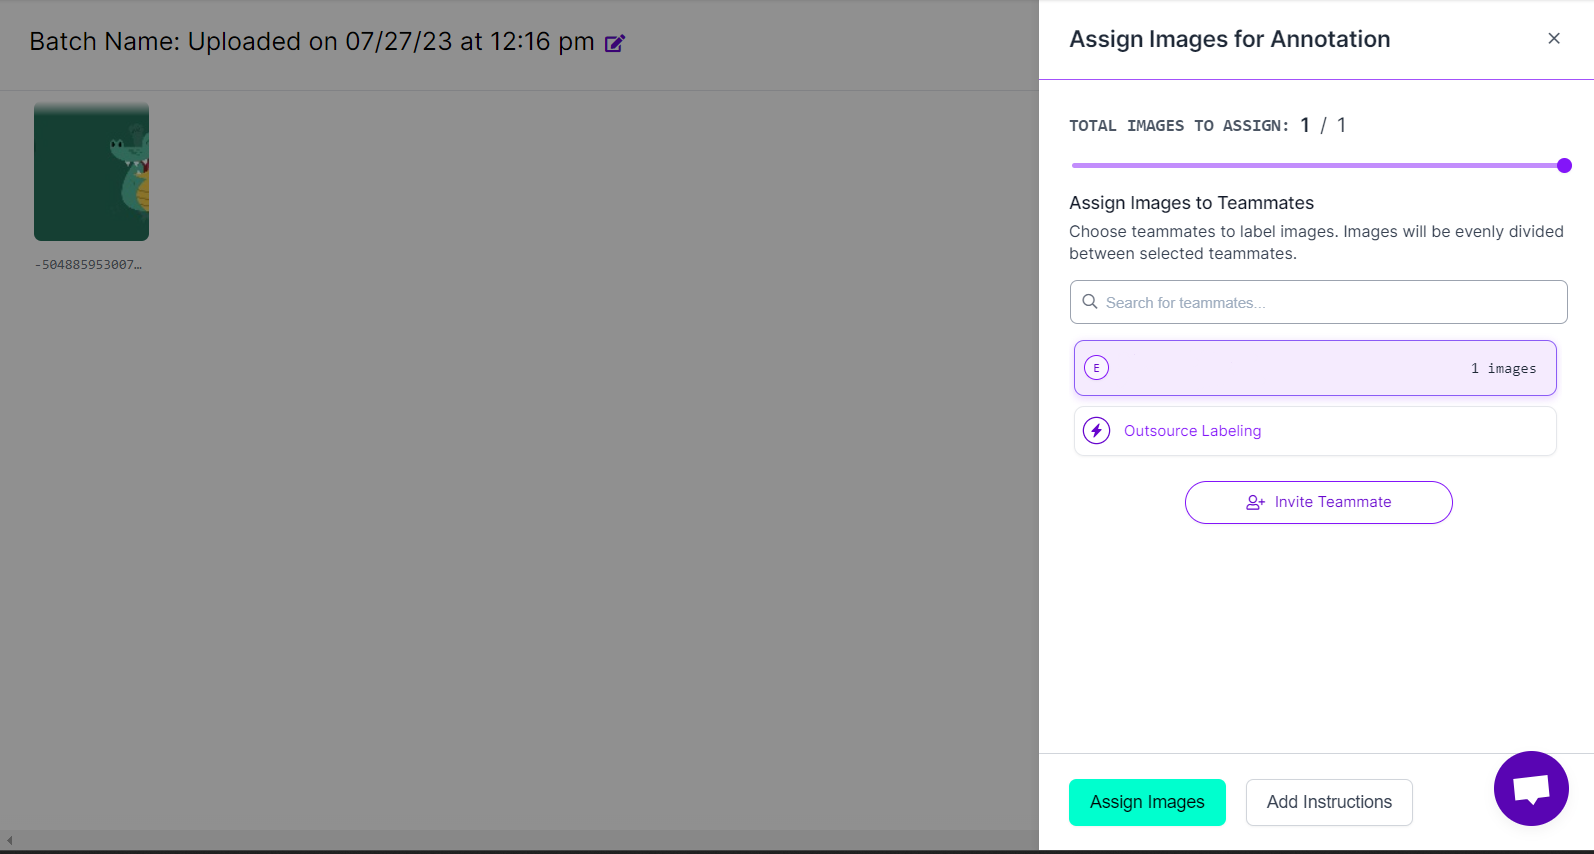 Batch Name: Uploaded on 07/27/23 at 12:16 pm
-504885953007…
Assign Images for Annotation
TOTAL IMAGES TO ASSIGN: 1 / 1
Assign Images to Teammates
Choose teammates to label images. Images will be evenly divided
between selected teammates.
Search for teammates...
E 1 images
Outsource Labeling
Invite Teammate
Assign Images Add Instructions